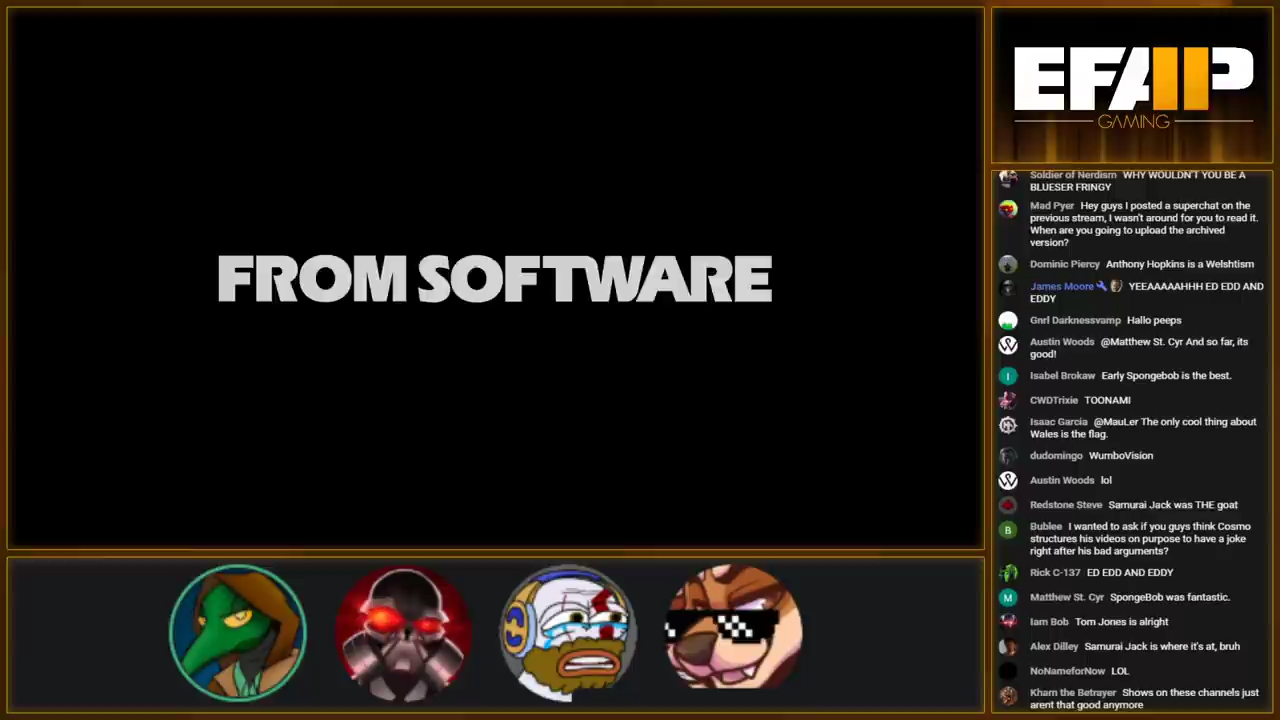 FROM SOFTWARE
EFAP
GAMING
Soldier of Nerdism WHY WOULDN'T YOU BE A
BLUESER FRINGY
Mad Pyer Hey guys I posted a superchat on the
previous stream, I wasn't around for you to read it.
When are you going to upload the archived
version?
Dominic Piercy Anthony Hopkins is a Welshtism
James Moore YEEAAAAAHHH ED EDD AND
EDDY
Gnrl Darknessvamp Hallo peeps
Austin Woods @Matthew St. Cyr And so far, its
good!
Isabel Brokaw Early Spongebob is the best.
CWDTrixie TOONAMI
Isaac Garcia @MauLer The only cool thing about
Wales is the flag.
dudomingo WumboVision
Austin Woods lol
Redstone Steve Samurai Jack was THE goat
B Bublee I wanted to ask if you guys think Cosmo
structures his videos on purpose to have a joke
right after his bad arguments?
Rick C-137 ED EDD AND EDDY
M Matthew St. Cyr SpongeBob was fantastic.
Iam Bob Tom Jones is alright
Alex Dilley Samurai Jack is where it's at, bruh
NoNameforNow LOL
Kham the Betrayer Shows on these channels just
arent that good anymore